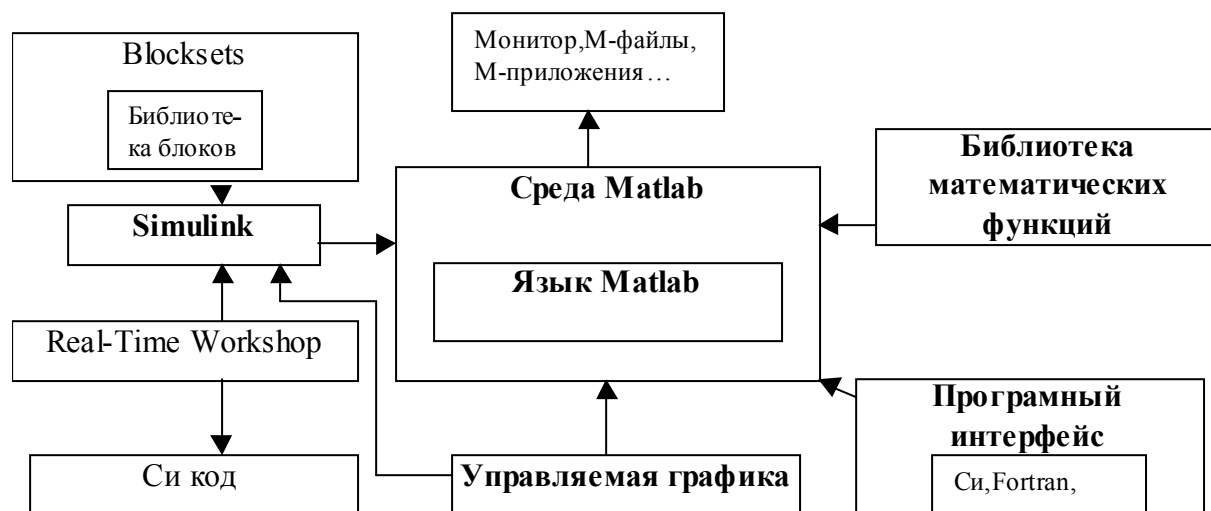 Blocksets
Библиоте-
ка блоков
Монитор,М-файлы,
М-приложения…
Библиотека
математических
функций
Среда Matlab
Simulink
Язык Matlab
Real-Time Workshop
Програмный
интерфейс
Си код
Управляемая графика
Си,Fortran,